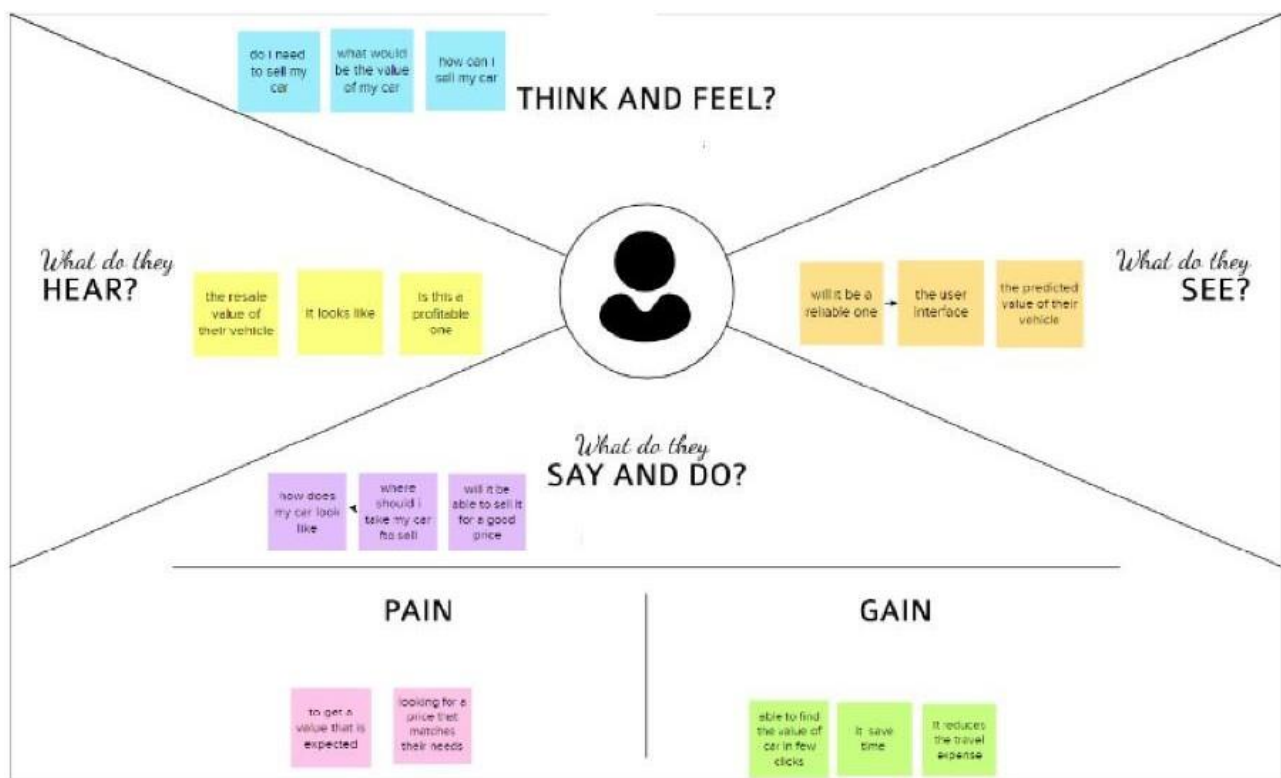 do i need
to sell my
car
what would
be the value
of my car
how can i
sell my car
THINK AND FEEL?
What do they
HEAR?
the resale
value of
their vehicle
it looks like
is this a
profitable
one
will it be a
reliable one
the user
interface
the predicted
value of their
vehicle
What do they
SEE?
What do they
SAY AND DO?
how does
my car look
like
where
should i
take my car
fto sell
will it be
able to sell it
for a good
price
PAIN
GAIN
to get a
value that is
expected
looking for a
price that
matches
their needs
able to find
the value of
car in few
clicks
it save
time
it reduces
the travel
expense